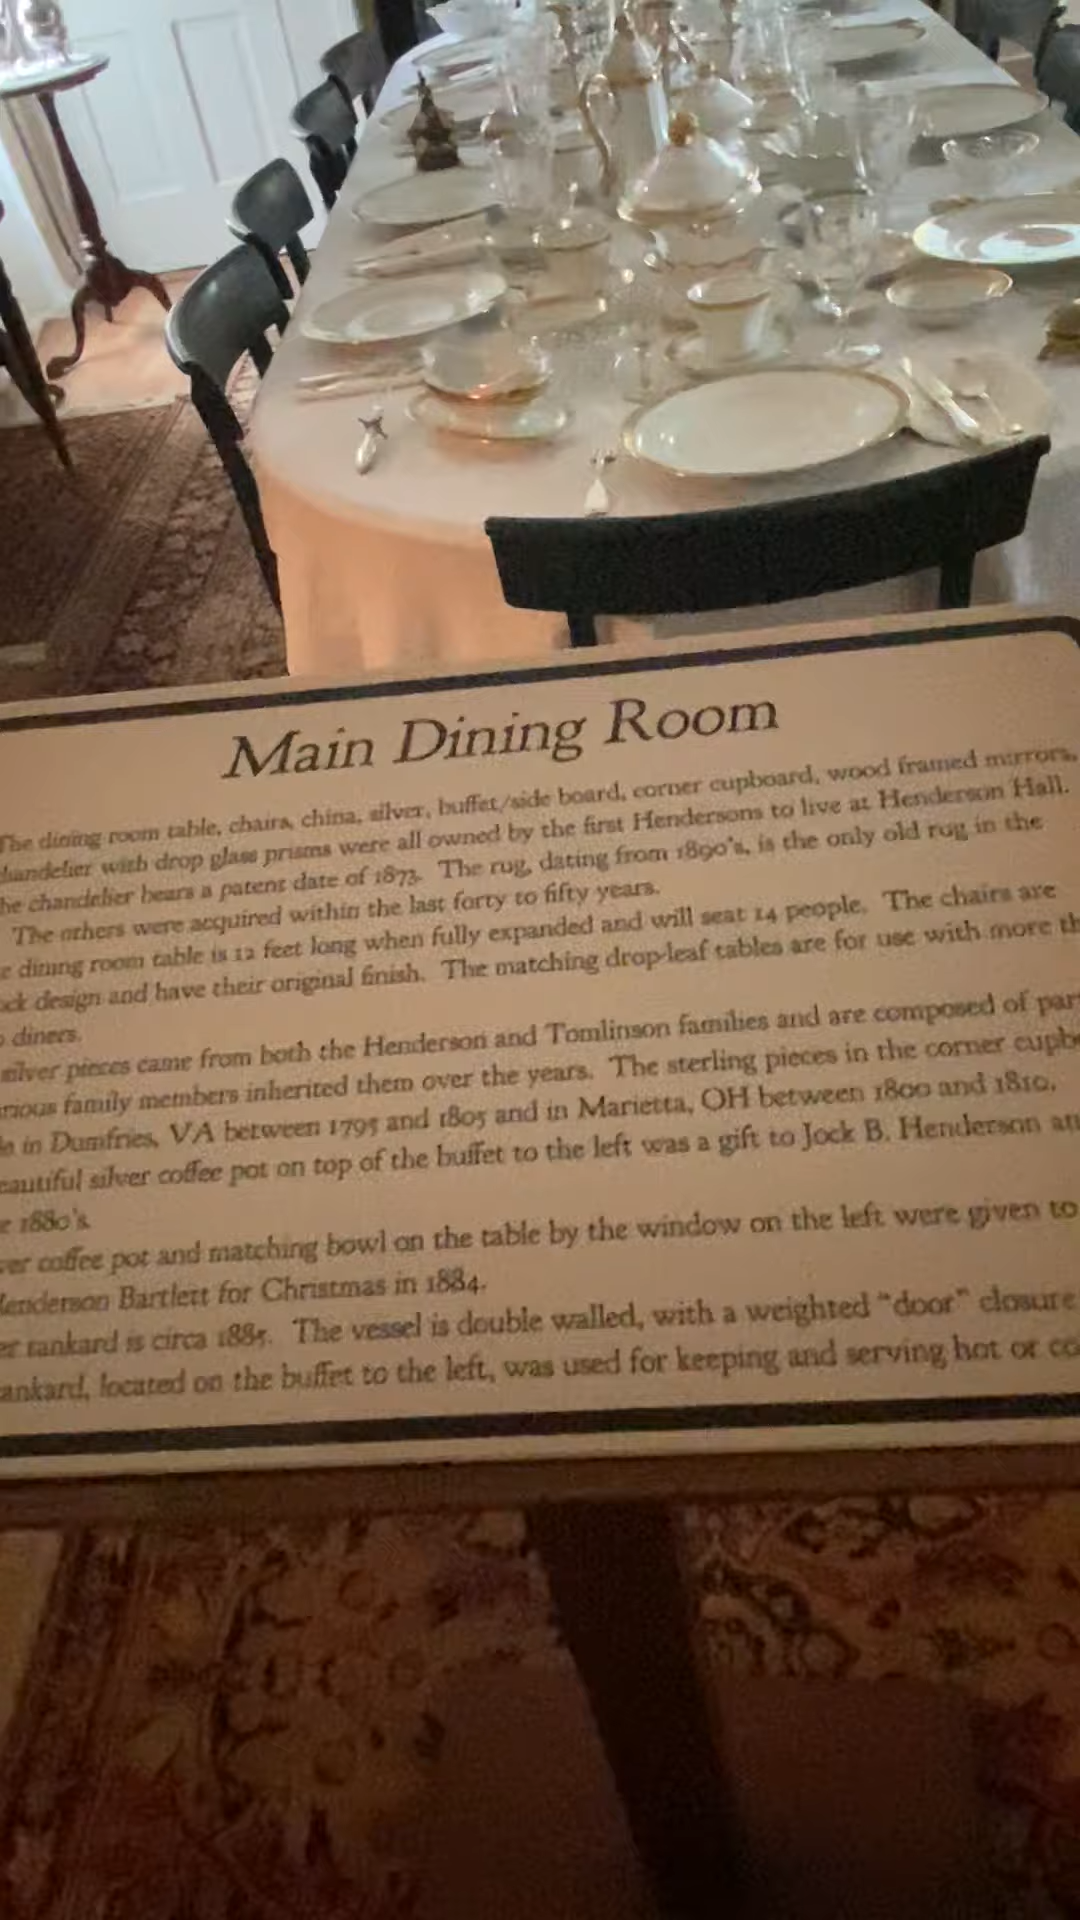 Main Dining Room
The dining room table, chairs, china, silver, buffet/side board, corner cupboard, wood framed mirrors,
chandelier with drop glass prisms were all owned by the first Hendersons to live at Henderson Hall.
he chandelier bears a patent date of 1873. The rug, dating from 1890's, is the only old rug in the
The others were acquired within the last forty to fifty years.
e dining room table is 12 feet long when fully expanded and will seat 14 people. The chairs are
ck design and have their original finish. The matching drop-leaf tables are for use with more th
diners.
silver pieces came from both the Henderson and Tomlinson families and are composed of par
rious family members inherited them over the years. The sterling pieces in the corner cupb
in Dumfries, VA between 1795 and 1805 and in Marietta, OH between 1800 and 1810.
eautiful silver coffee pot on top of the buffet to the left was a gift to Jock B. Henderson
e 1880's.
ver coffee pot and matching bowl on the table by the window on the left were given to
Henderson Bartlett for Christmas in 1884.
er tankard is circa 1885. The vessel is double walled, with a weighted "door" closure
ankard, located on the buffet to the left, was used for keeping and serving hot or co